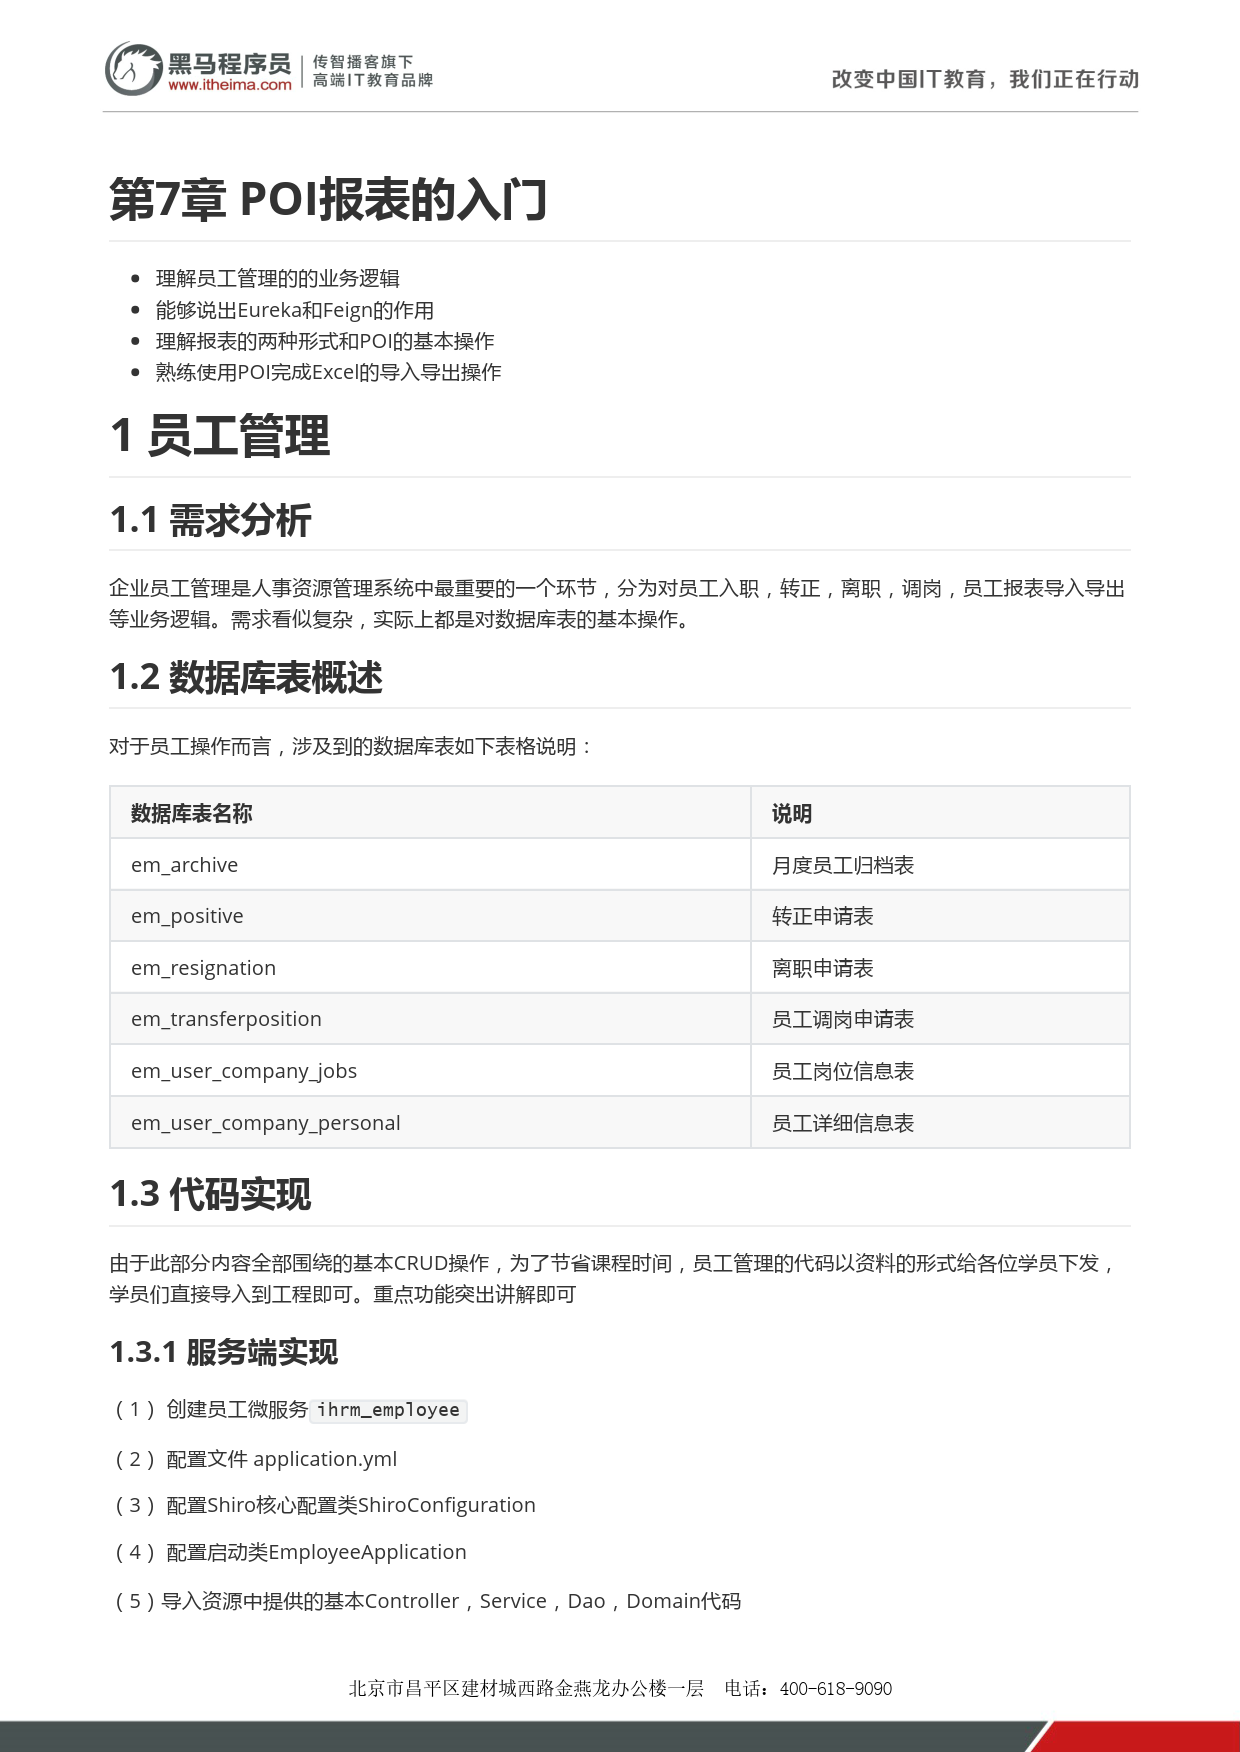 黑马程序员
www.itheima.com
传智播客旗下
高端IT教育品牌
改变中国IT教育，我们正在行动
第7章 POI报表的入门
理解员工管理的的业务逻辑
能够说出Eureka和Feign的作用
理解报表的两种形式和POI的基本操作
熟练使用POI完成Excel的导入导出操作
1 员工管理
1.1 需求分析
企业员工管理是人事资源管理系统中最重要的一个环节，分为对员工入职，转正，离职，调岗，员工报表导入导出
等业务逻辑。需求看似复杂，实际上都是对数据库表的基本操作。
1.2 数据库表概述
对于员工操作而言，涉及到的数据库表如下表格说明：
数据库表名称 说明
em_archive 月度员工归档表
em_positive 转正申请表
em_resignation 离职申请表
em_transferposition 员工调岗申请表
em_user_company_jobs 员工岗位信息表
em_user_company_personal 员工详细信息表
1.3 代码实现
由于此部分内容全部围绕的基本CRUD操作，为了节省课程时间，员工管理的代码以资料的形式给各位学员下发，
学员们直接导入到工程即可。重点功能突出讲解即可
1.3.1 服务端实现
（1） 创建员工微服务 ihrm_employee
（2） 配置文件 application.yml
（3） 配置Shiro核心配置类ShiroConfiguration
（4） 配置启动类EmployeeApplication
（5）导入资源中提供的基本Controller，Service，Dao，Domain代码
北京市昌平区建材城西路金燕龙办公楼一层 电话：400-618-9090